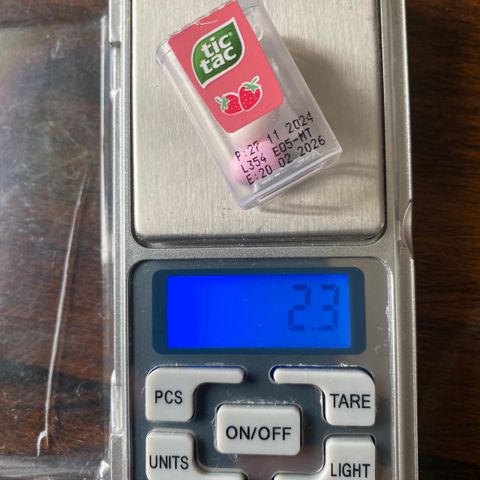 tic
tac
P:27 11 2024
L354 E05-MT
E:20 02 2026
2.3
PCS
TARE
ON/OFF
UNITS
LIGHT